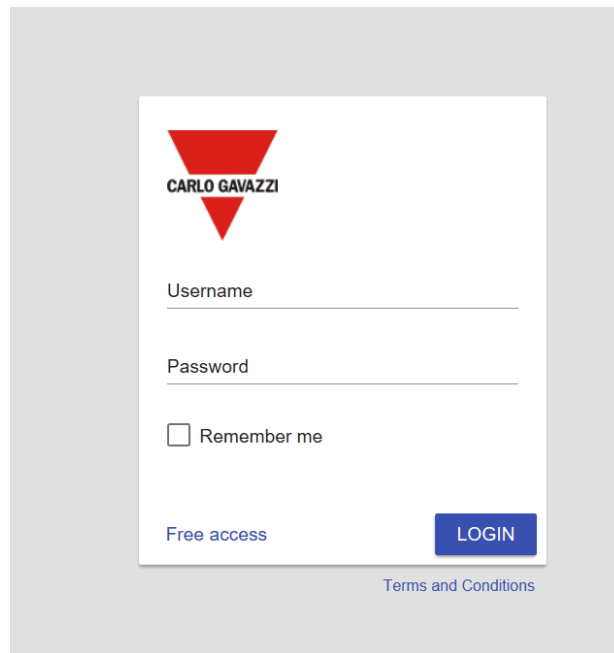 CARLO GAVAZZI
Username
Password
Remember me
Free access
LOGIN
Terms and Conditions